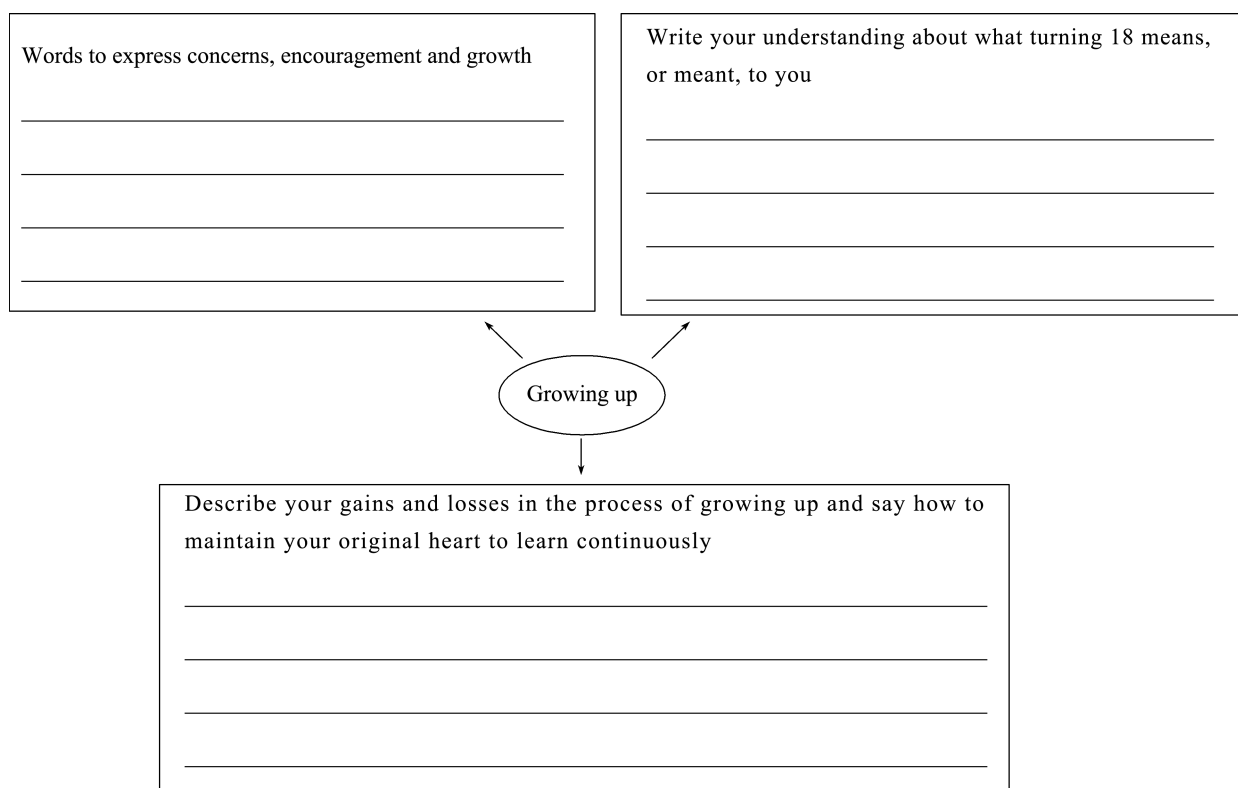 Words to express concerns, encouragement and growth
Write your understanding about what turning 18 means,
or meant, to you
Growing up
Describe your gains and losses in the process of growing up and say how to
maintain your original heart to learn continuously